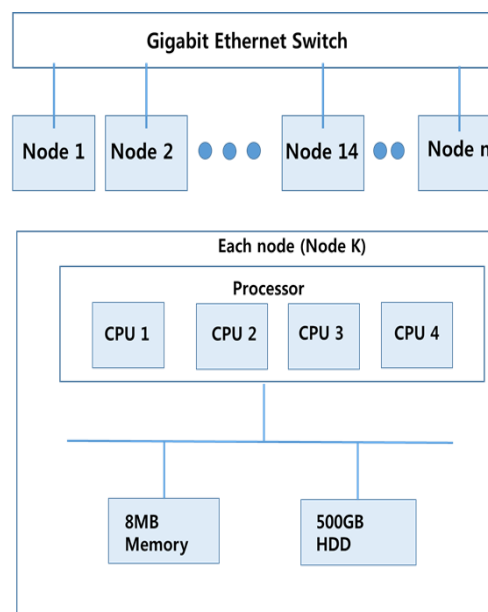 Gigabit Ethernet Switch
Node 1 Node 2 Node 14 Node n
Each node (Node K)
Processor
CPU 1 CPU 2 CPU 3 CPU 4
8MB 500GB
Memory HDD